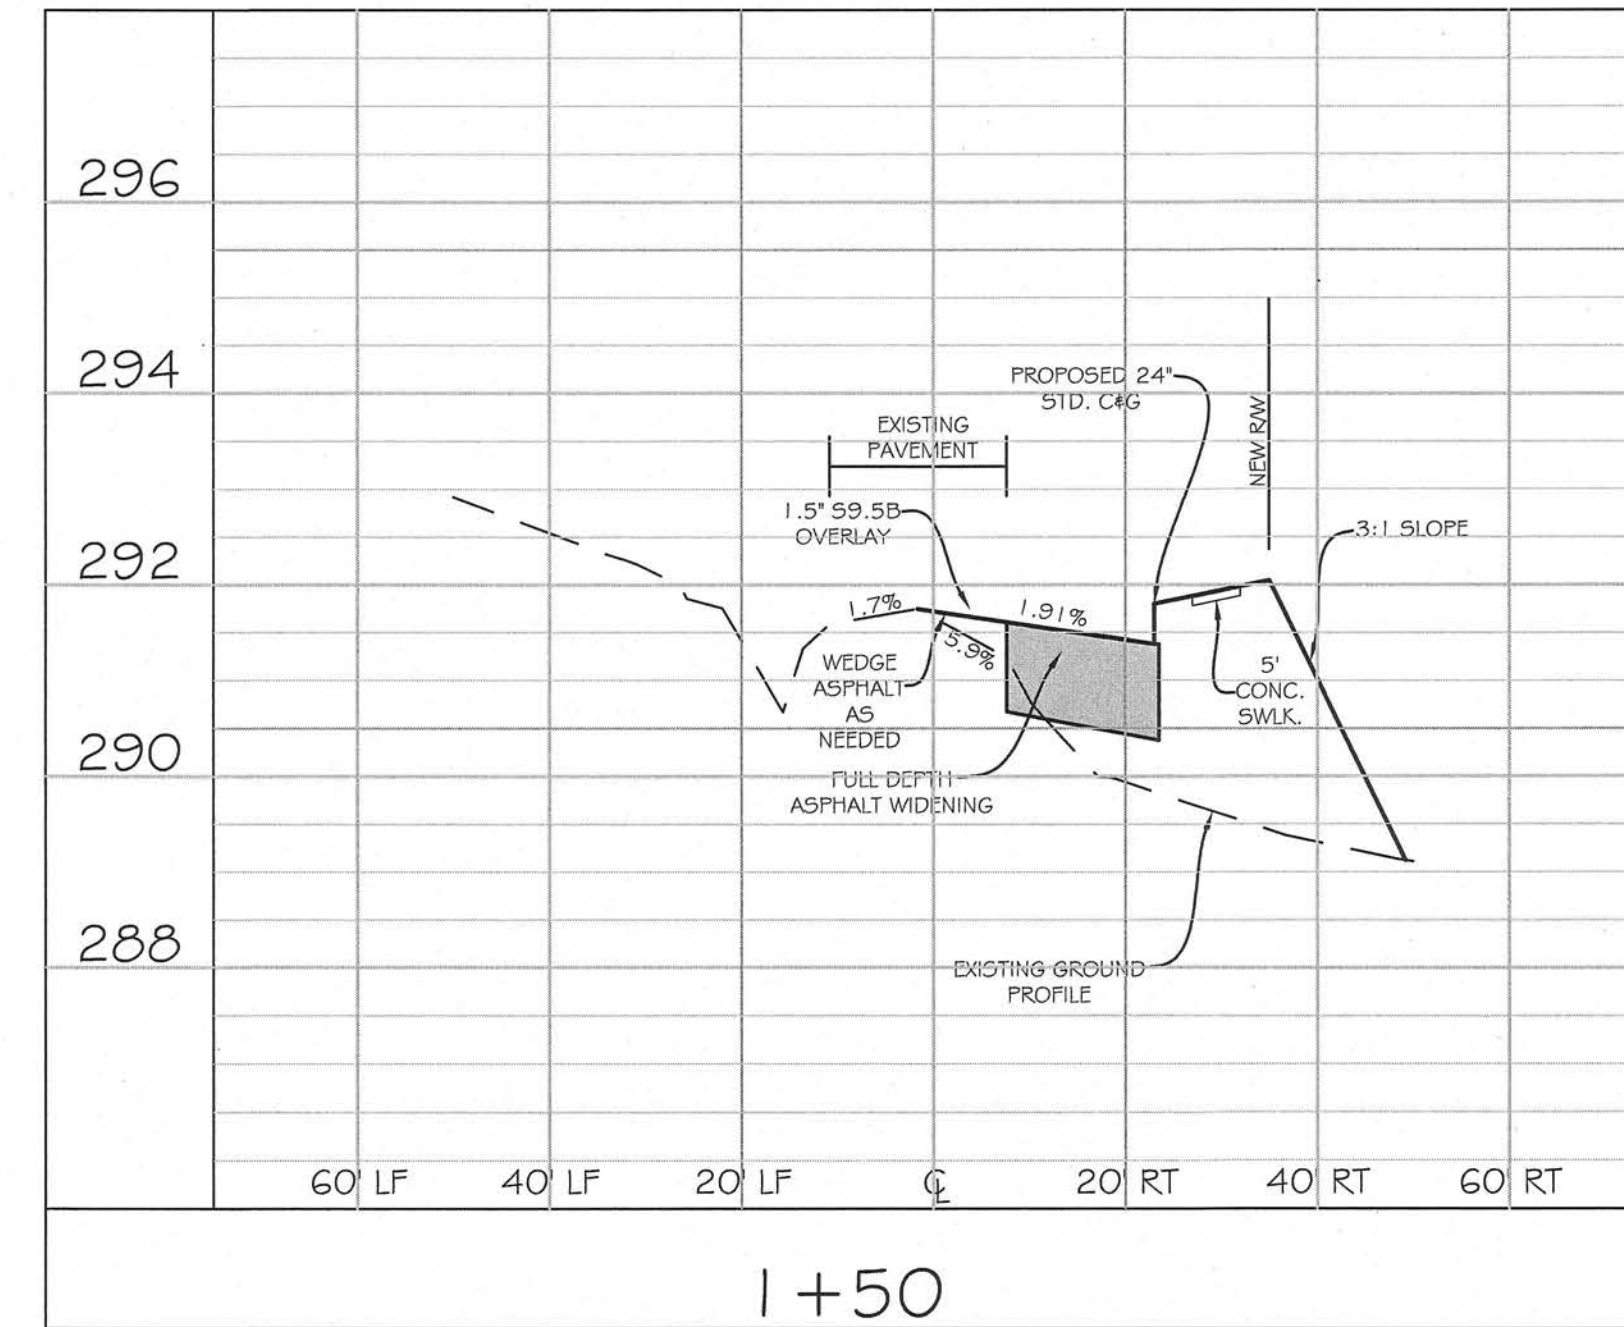 296
294
292
290
288
PROPOSED 24"
STD. C&G
EXISTING
PAVEMENT
NEW R/W
1.5" S9.5B
OVERLAY
3:1 SLOPE
1.7%
1.91%
5.9%
WEDGE
ASPHALT
AS
NEEDED
5'
CONC.
SWLK.
FULL DEPTH
ASPHALT WIDENING
EXISTING GROUND
PROFILE
60' LF 40' LF 20' LF ℄ 20' RT 40' RT 60' RT
1+50